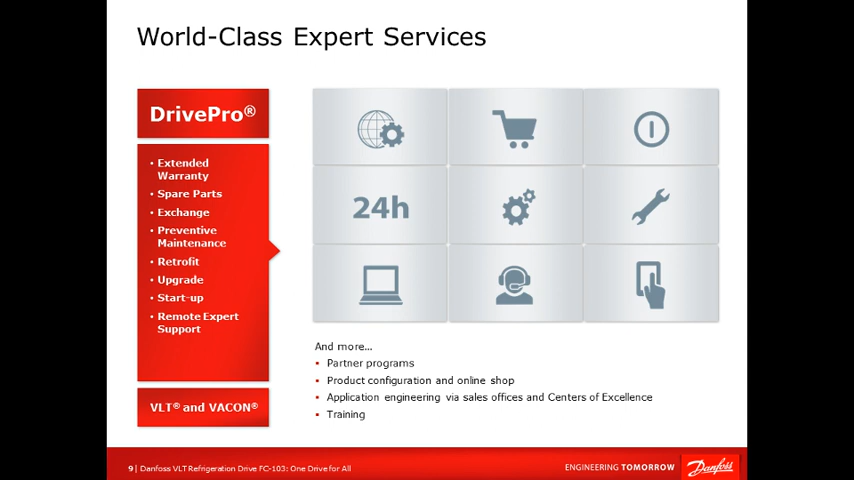 World-Class Expert Services
DrivePro®
• Extended
Warranty
• Spare Parts
• Exchange
• Preventive
Maintenance
• Retrofit
• Upgrade
• Start-up
• Remote Expert
Support
VLT® and VACON®
24h
And more…
▪ Partner programs
▪ Product configuration and online shop
▪ Application engineering via sales offices and Centers of Excellence
▪ Training
9 | Danfoss VLT Refrigeration Drive FC-103: One Drive for All
ENGINEERING TOMORROW
Danfoss